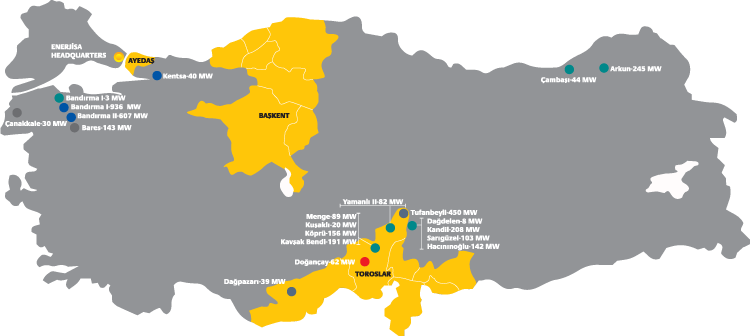 ENERJİSA
HEADQUARTERS
AYEDAŞ
Kentsa-40 MW
Arkun-245 MW
Çambaşı-44 MW
Bandırma I-3 MW
Bandırma I-936 MW
Bandırma II-607 MW
Çanakkale-30 MW
Bares-143 MW
BAŞKENT
Yamanlı II-82 MW
Tufanbeyli-450 MW
Menge-89 MW
Kuşaklı-20 MW
Köprü-156 MW
Kavşak Bendi-191 MW
Dağdelen-8 MW
Kandil-208 MW
Sarıgüzel-103 MW
Hacınınoğlu-142 MW
Doğançay-62 MW
TOROSLAR
Dağpazarı-39 MW